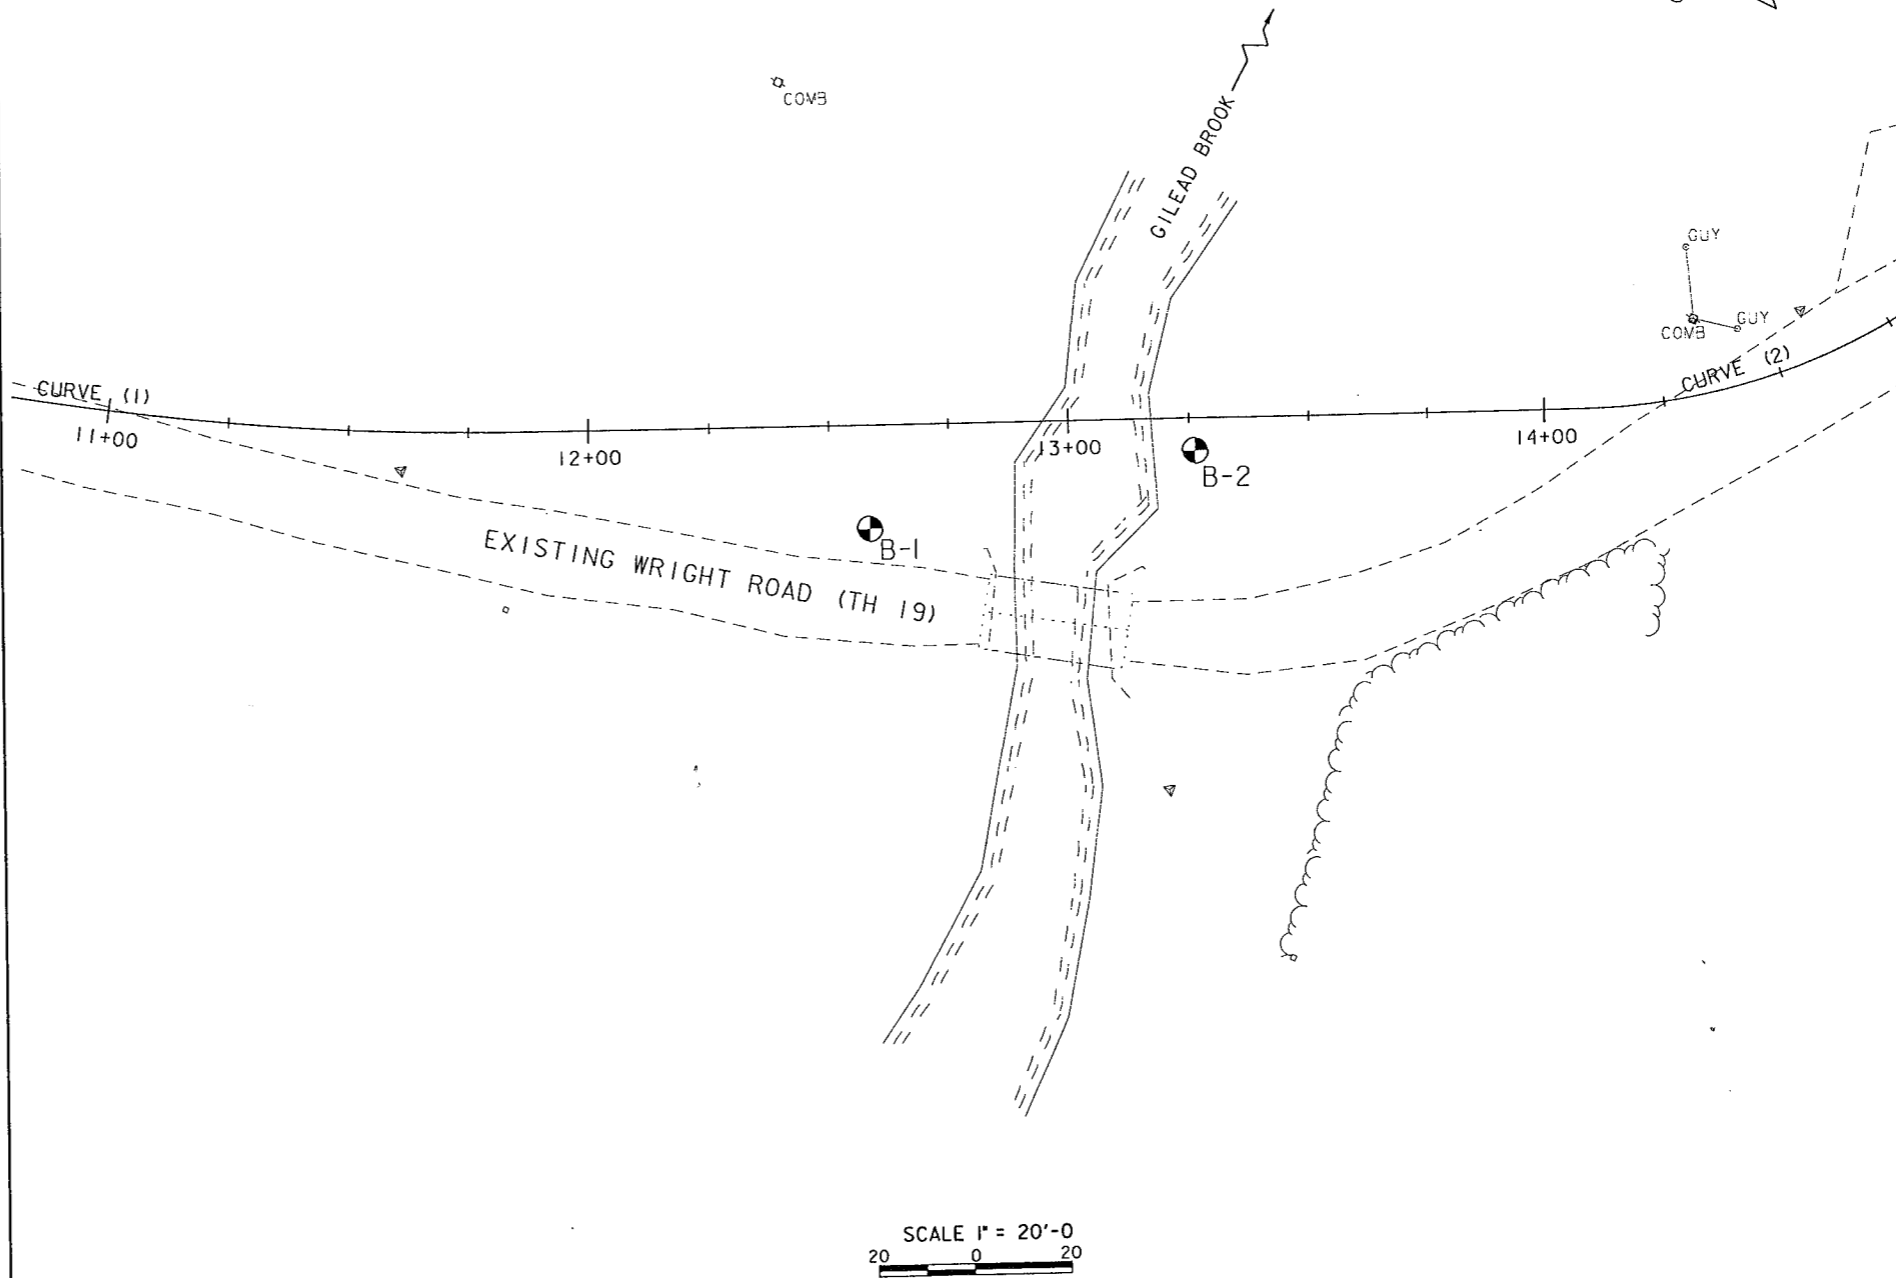 COMB
GILEAD BROOK
GUY
COMB
GUY
CURVE (1)
CURVE (2)
11+00
12+00
13+00
14+00
B-2
B-1
EXISTING WRIGHT ROAD (TH 19)
SCALE 1" = 20'-0
20 0 20